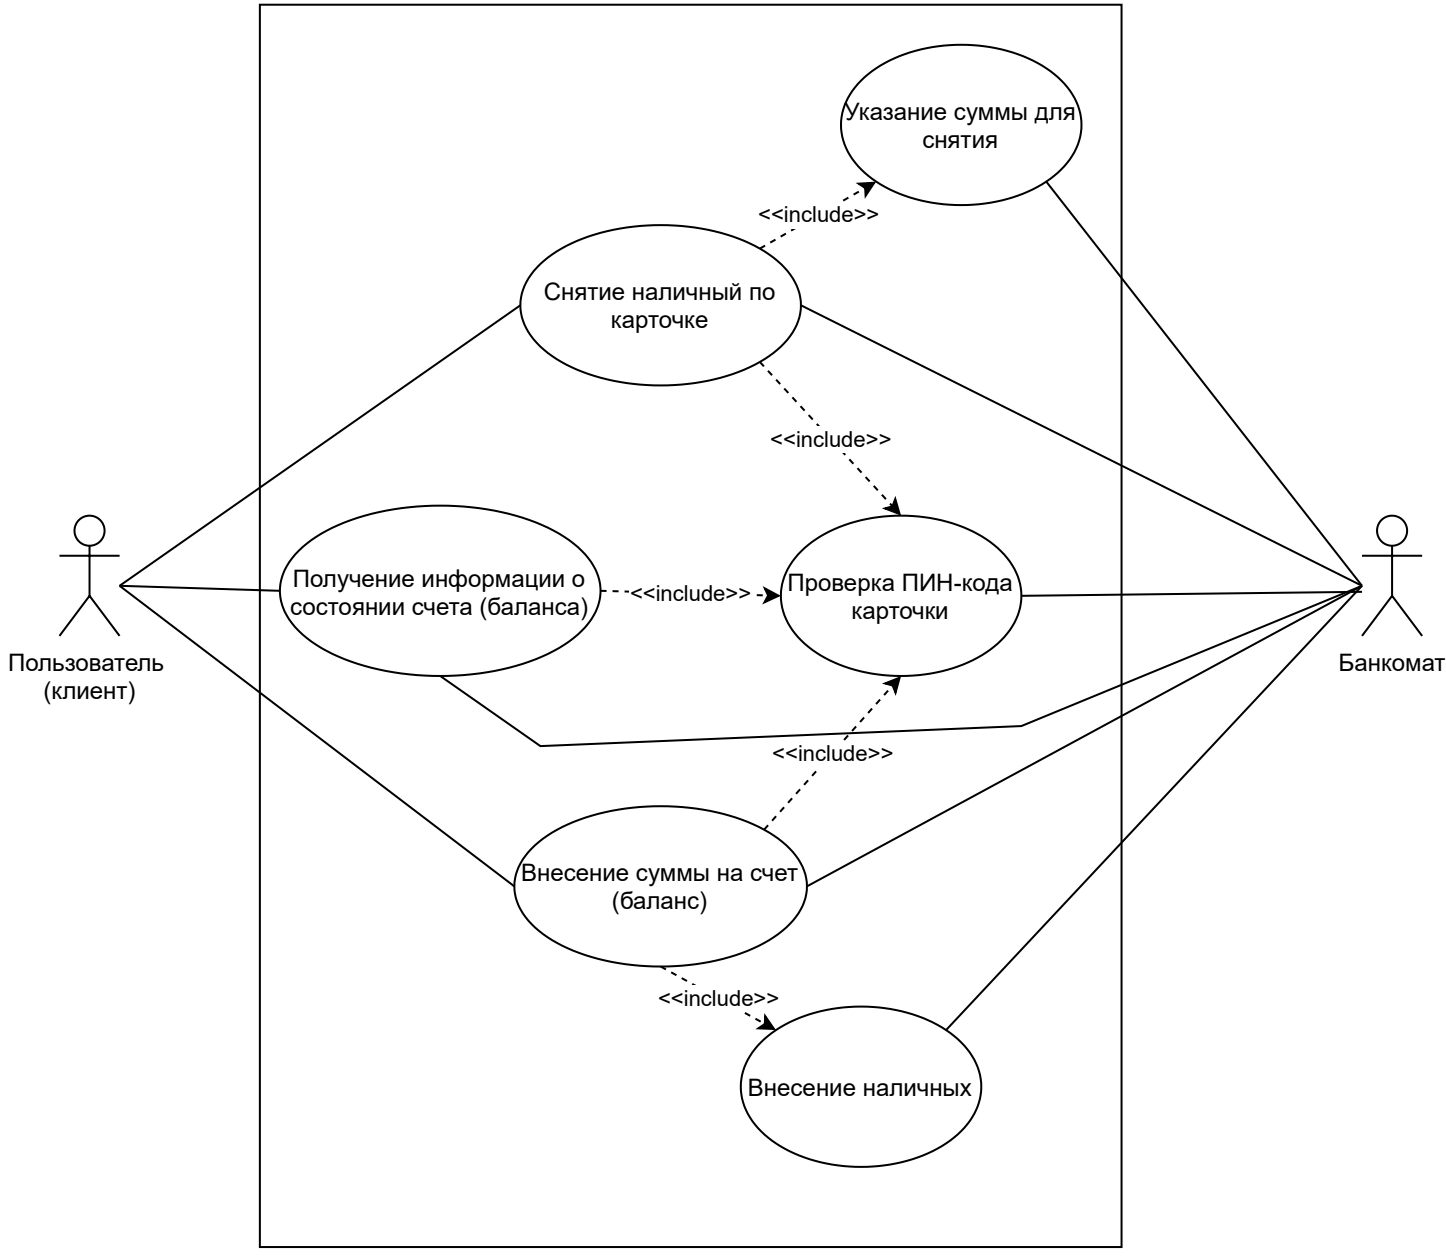 Указание суммы для
снятия
<<include>>
Снятие наличный по
карточке
<<include>>
Получение информации о
состоянии счета (баланса)
<<include>>
Проверка ПИН-кода
карточки
Пользователь
(клиент)
Банкомат
<<include>>
Внесение суммы на счет
(баланс)
<<include>>
Внесение наличных